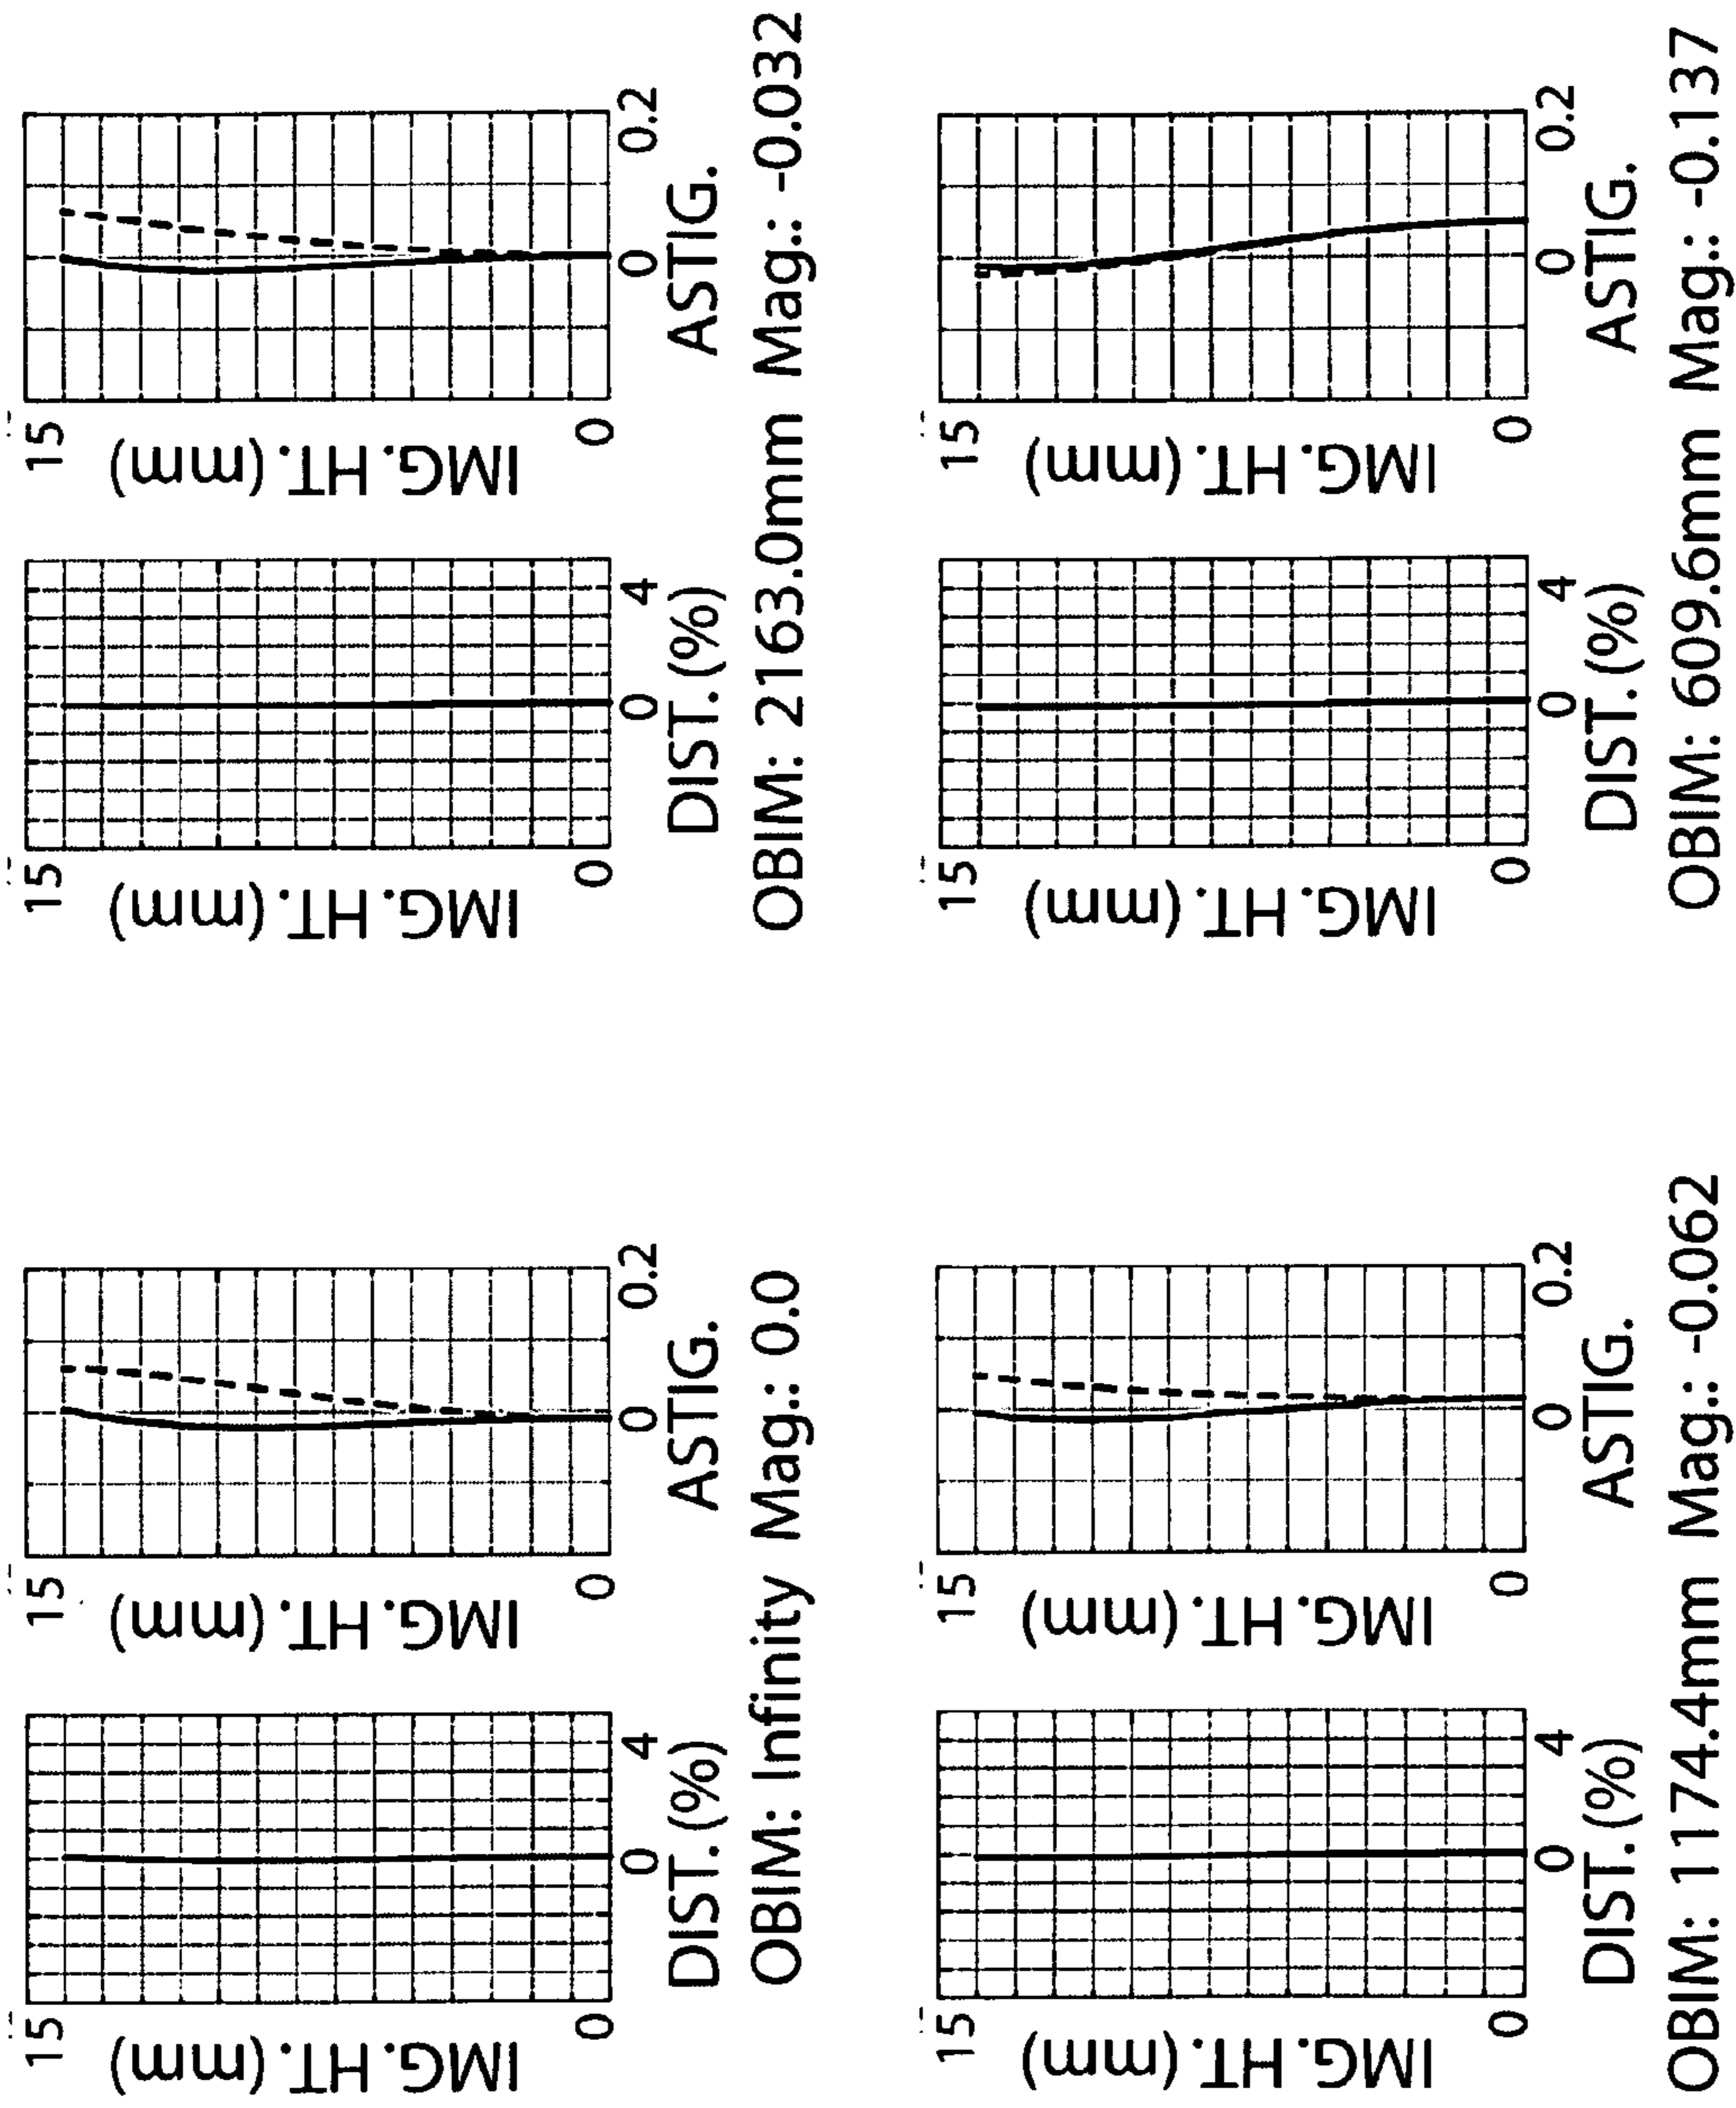 15
IMG. HT. (mm)
0
0 4
DIST. (%)
15
IMG. HT. (mm)
0
0 0.2
ASTIG.
OBIM: Infinity Mag.: 0.0
15
IMG. HT. (mm)
0
0 4
DIST. (%)
15
IMG. HT. (mm)
0
0 0.2
ASTIG.
OBIM: 2163.0mm Mag.: -0.032
15
IMG. HT. (mm)
0
0 4
DIST. (%)
15
IMG. HT. (mm)
0
0 0.2
ASTIG.
OBIM: 1174.4mm Mag.: -0.062
15
IMG. HT. (mm)
0
0 4
DIST. (%)
15
IMG. HT. (mm)
0
0 0.2
ASTIG.
OBIM: 609.6mm Mag.: -0.137